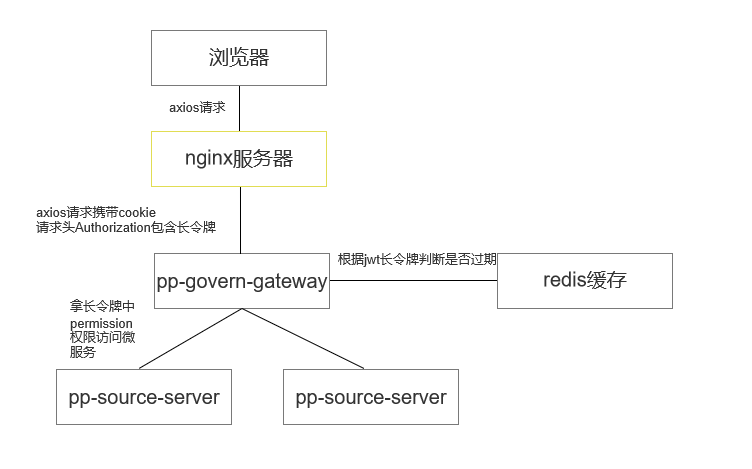 浏览器
axios请求
nginx服务器
axios请求携带cookie
请求头Authorization包含长令牌
根据jwt长令牌判断是否过期
pp-govern-gateway
redis缓存
拿长令牌中
permission
权限访问微
服务
pp-source-server
pp-source-server